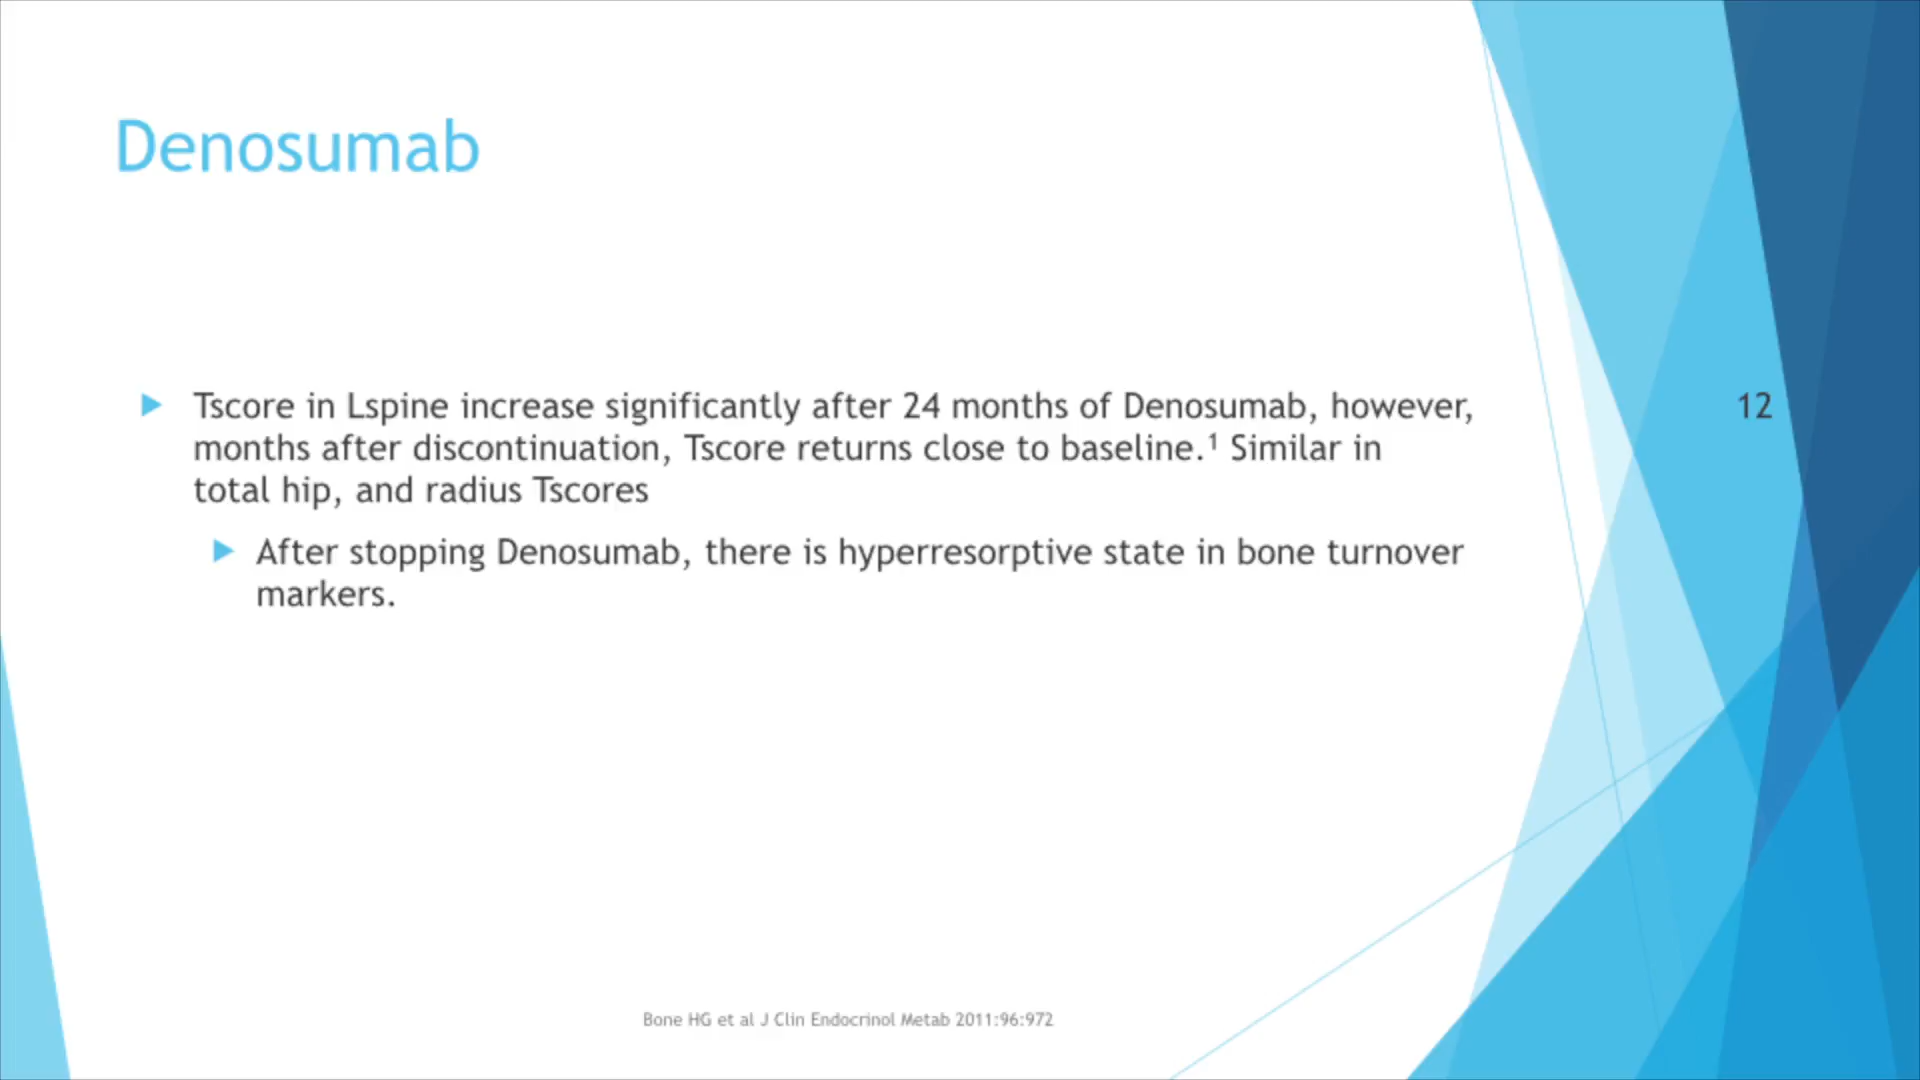 Denosumab
Tscore in Lspine increase significantly after 24 months of Denosumab, however, 12
months after discontinuation, Tscore returns close to baseline.¹ Similar in
total hip, and radius Tscores
After stopping Denosumab, there is hyperresorptive state in bone turnover
markers.
Bone HG et al J Clin Endocrinol Metab 2011:96:972